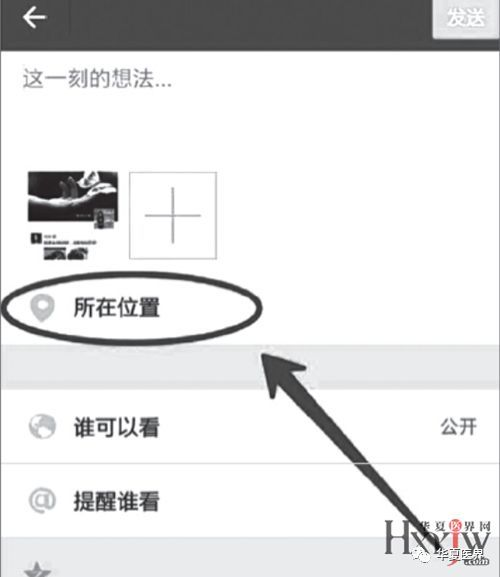 发送
这一刻的想法...
所在位置
谁可以看
公开
@
提醒谁看
华夏医界网
Hxyjw
.com
华夏医界